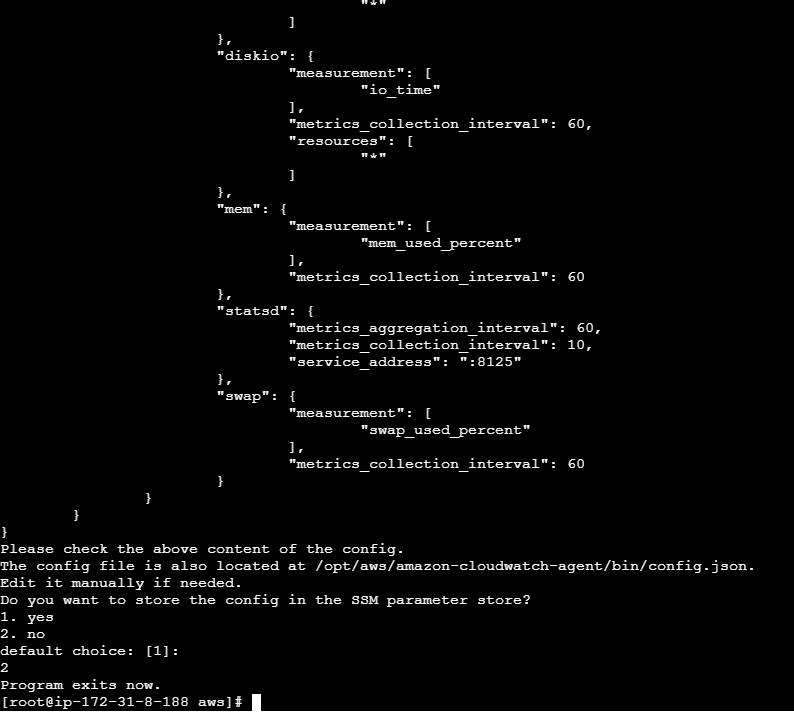 "*"
]
},
"diskio": {
"measurement": [
"io_time"
],
"metrics_collection_interval": 60,
"resources": [
"*"
]
},
"mem": {
"measurement": [
"mem_used_percent"
],
"metrics_collection_interval": 60
},
"statsd": {
"metrics_aggregation_interval": 60,
"metrics_collection_interval": 10,
"service_address": ":8125"
},
"swap": {
"measurement": [
"swap_used_percent"
],
"metrics_collection_interval": 60
}
}
}
}
Please check the above content of the config.
The config file is also located at /opt/aws/amazon-cloudwatch-agent/bin/config.json.
Edit it manually if needed.
Do you want to store the config in the SSM parameter store?
1. yes
2. no
default choice: [1]:
2
Program exits now.
[root@ip-172-31-8-188 aws]#